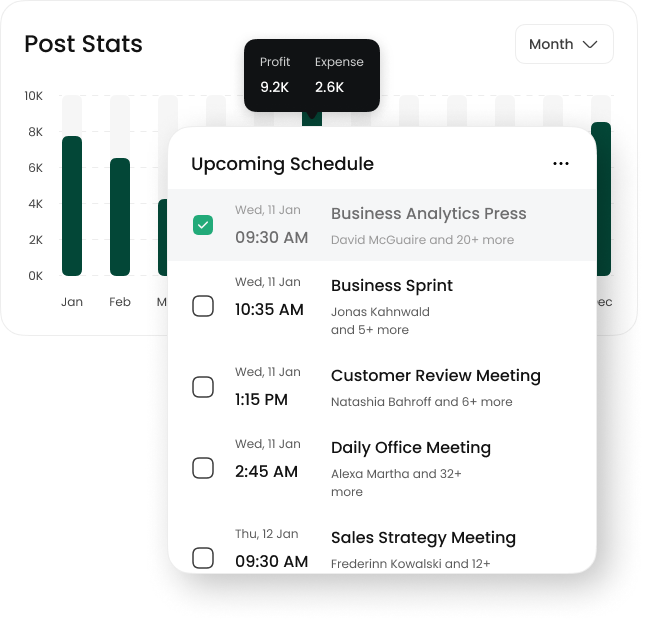 Post Stats
Month
Profit Expense
9.2K 2.6K
10K
8K
6K
4K
2K
0K
Jan Feb
Upcoming Schedule
Wed, 11 Jan
09:30 AM
Business Analytics Press
David McGuaire and 20+ more
Wed, 11 Jan
10:35 AM
Business Sprint
Jonas Kahnwald
and 5+ more
Wed, 11 Jan
1:15 PM
Customer Review Meeting
Natashia Bahroff and 6+ more
Wed, 11 Jan
2:45 AM
Daily Office Meeting
Alexa Martha and 32+
more
Thu, 12 Jan
09:30 AM
Sales Strategy Meeting
Frederinn Kowalski and 12+